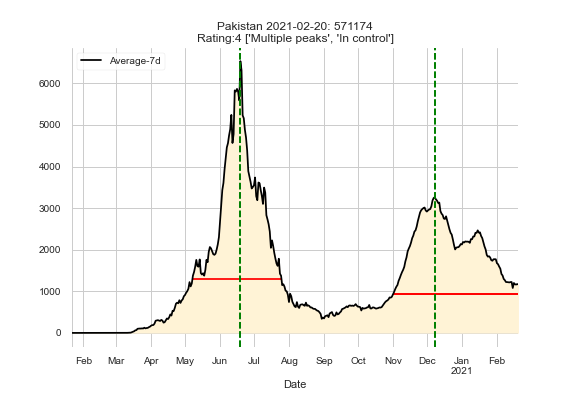 Pakistan 2021-02-20: 571174
Rating:4 ['Multiple peaks', 'In control']
Average-7d
6000
5000
4000
3000
2000
1000
0
Feb Mar Apr May Jun Jul Aug Sep Oct Nov Dec Jan Feb
2021
Date